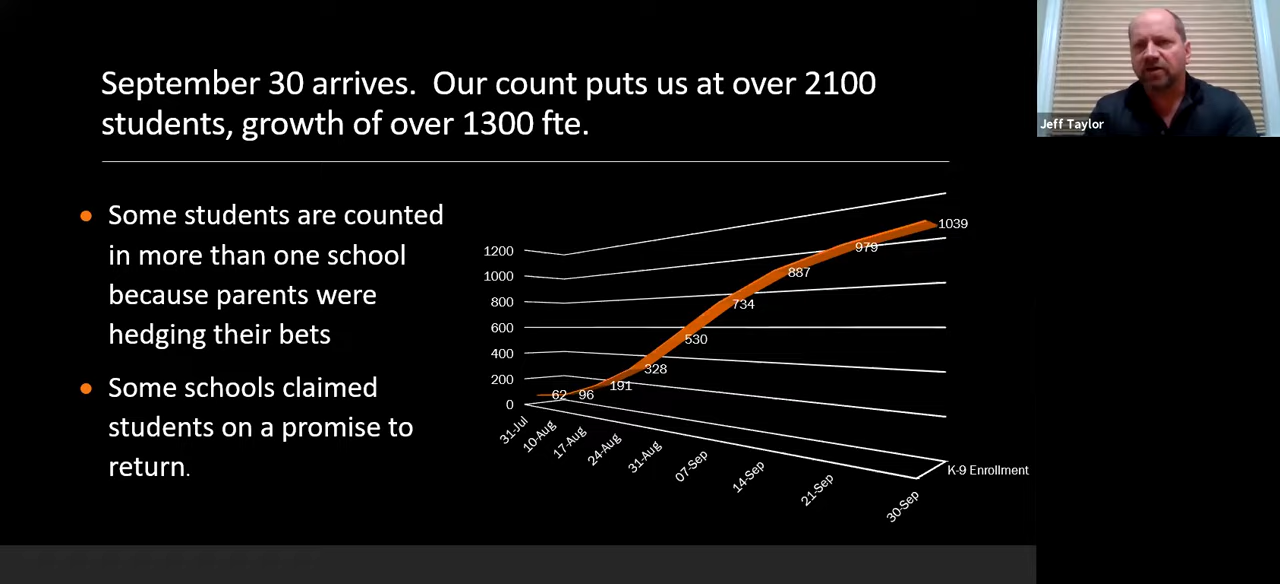 September 30 arrives.  Our count puts us at over 2100
students, growth of over 1300 fte.
Jeff Taylor
Some students are counted
in more than one school
because parents were
hedging their bets
Some schools claimed
students on a promise to
return.
1200
1000
800
600
400
200
0
62
96
191
328
530
734
887
979
1039
31-Jul
10-Aug
17-Aug
24-Aug
31-Aug
07-Sep
14-Sep
21-Sep
30-Sep
K-9 Enrollment